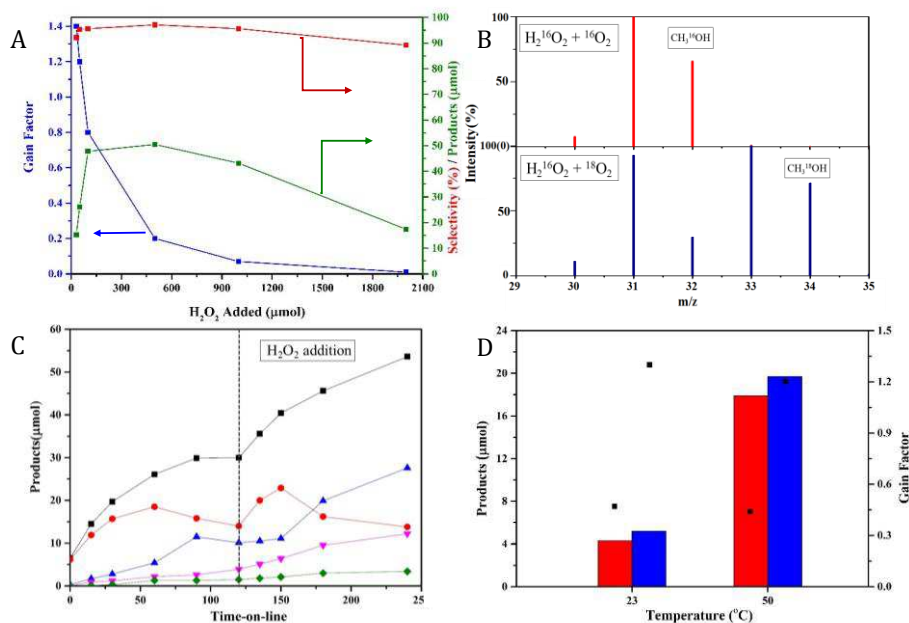 A
Gain Factor
1.4
1.2
1.0
0.8
0.6
0.4
0.2
0.0
100
90
80
70
60
50
40
30
20
10
0
Selectivity (%) / Products (μmol)
0 300 600 900 1200 1500 1800 2100
H₂O₂ Added (μmol)
B
H₂¹⁶O₂ + ¹⁶O₂
CH₃¹⁶OH
Intensity(%)
100
50
100(0)
H₂¹⁶O₂ + ¹⁸O₂
CH₃¹⁸OH
50
0
29 30 31 32 33 34 35
m/z
C
H₂O₂ addition
Products(μmol)
60
50
40
30
20
10
0
0 50 100 150 200 25
Time-on-line
D
Products (μmol)
24
20
16
12
8
4
0
1.5
1.2
0.9
0.6
0.3
0.0
Gain Factor
23 50
Temperature (°C)